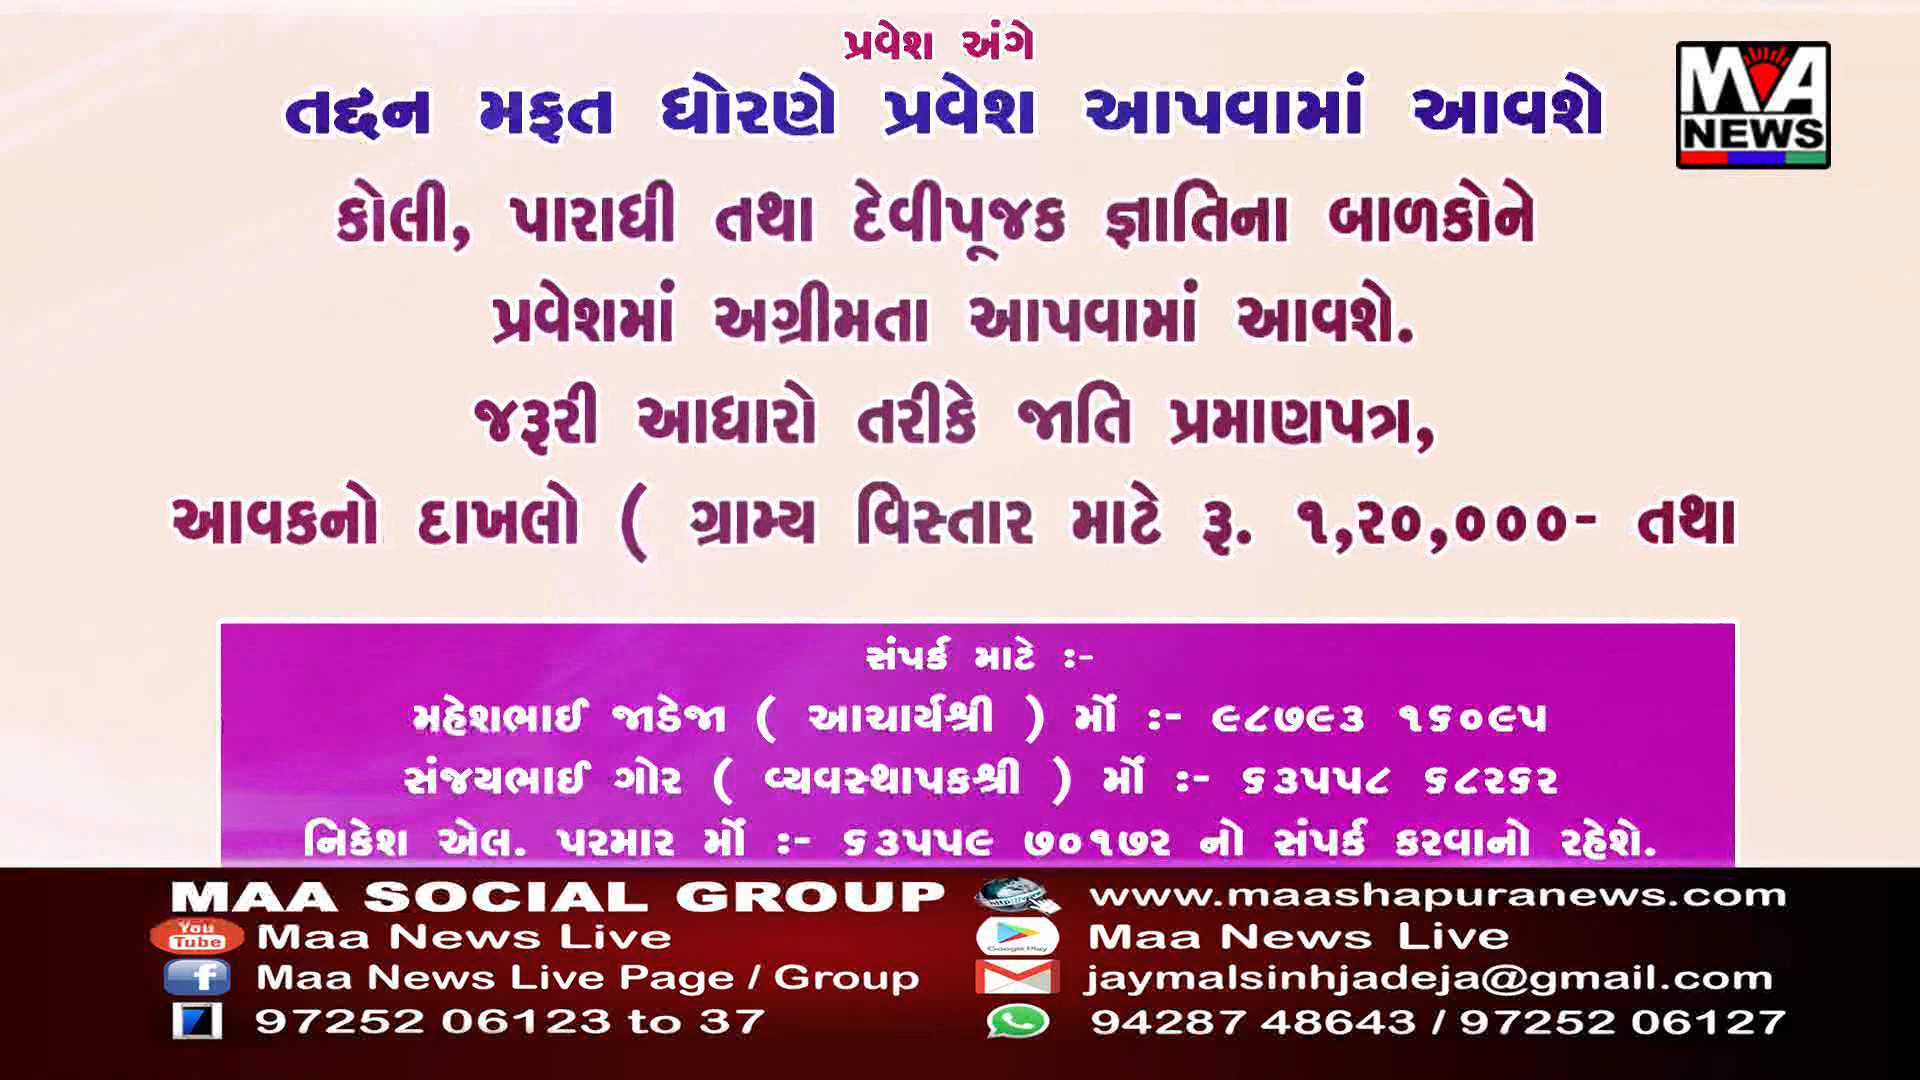 પ્રવેશ અંગે
તદ્દન મફત ધોરણે પ્રવેશ આપવામાં આવશે
MAA
NEWS
કોલી, પારાધી તથા દેવીપૂજક જ્ઞાતિના બાળકોને
પ્રવેશમાં અગ્રીમતા આપવામાં આવશે.
જરૂરી આધારો તરીકે જાતિ પ્રમાણપત્ર,
આવકનો દાખલો ( ગ્રામ્ય વિસ્તાર માટે રૂ. ૧,૨૦,૦૦૦- તથા
સંપર્ક માટે :-
મહેશભાઈ જાડેજા ( આચાર્યશ્રી ) મોં :- ૯૮૭૯૩ ૧૬૦૯૫
સંજયભાઈ ગોર ( વ્યવસ્થાપકશ્રી ) મોં :- ૬૩૫૫૮ ૬૮૨૬૨
નિકેશ એલ. પરમાર મોં :- ૬૩૫૫૯ ૭૦૧૭૨ નો સંપર્ક કરવાનો રહેશે.
MAA SOCIAL GROUP www.maashapuranews.com
You Tube Maa News Live Google Play Maa News Live
f Maa News Live Page / Group jaymalsinhjadeja@gmail.com
97252 06123 to 37 94287 48643 / 97252 06127